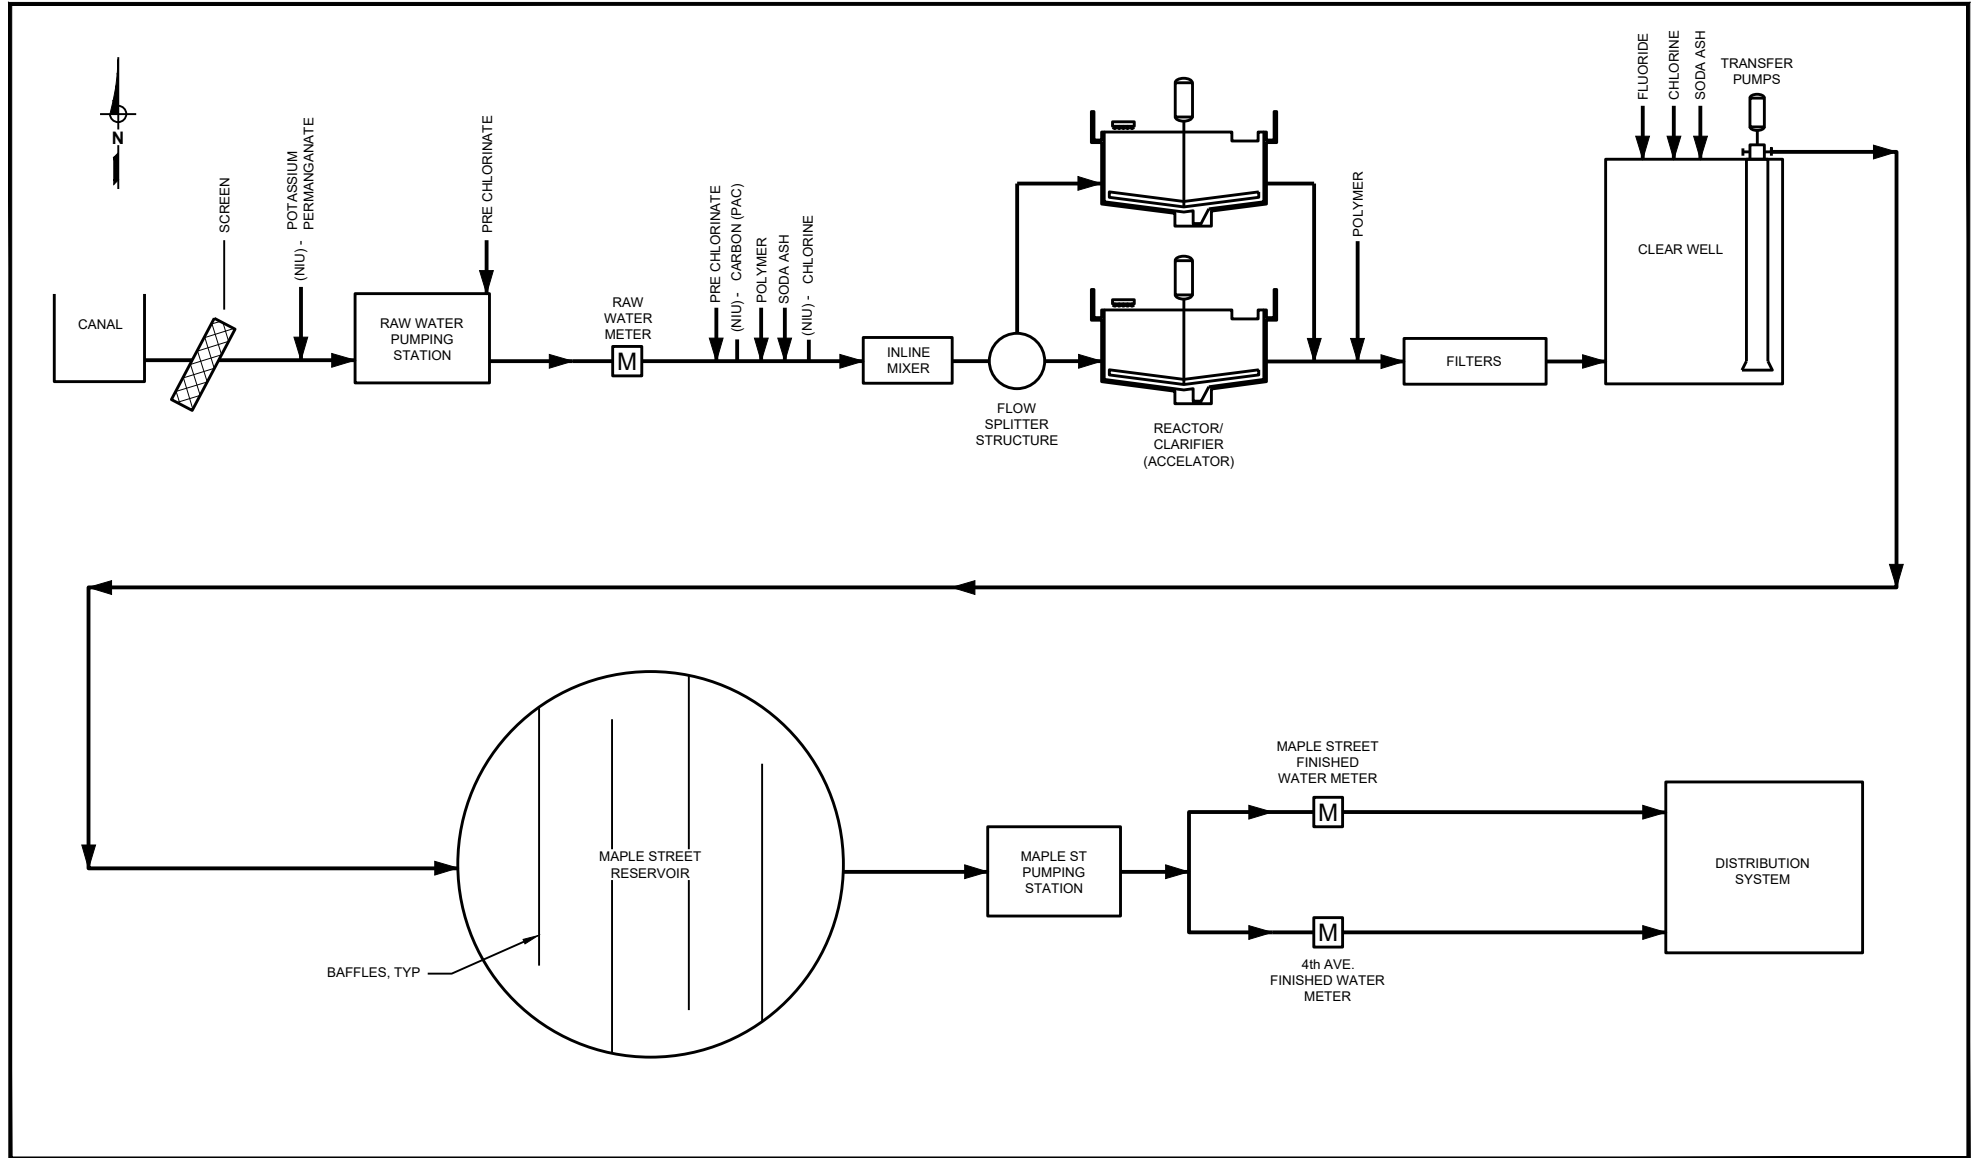 N
SCREEN
(NIU) - POTASSIUM
PERMANGANATE
PRE CHLORINATE
CANAL
RAW WATER
PUMPING
STATION
RAW
WATER
METER
M
PRE CHLORINATE
(NIU) - CARBON (PAC)
POLYMER
SODA ASH
(NIU) - CHLORINE
INLINE
MIXER
FLOW
SPLITTER
STRUCTURE
REACTOR/
CLARIFIER
(ACCELATOR)
POLYMER
FILTERS
FLUORIDE
CHLORINE
SODA ASH
TRANSFER
PUMPS
CLEAR WELL
MAPLE STREET
RESERVOIR
BAFFLES, TYP
MAPLE ST
PUMPING
STATION
MAPLE STREET
FINISHED
WATER METER
M
M
4th AVE.
FINISHED WATER
METER
DISTRIBUTION
SYSTEM